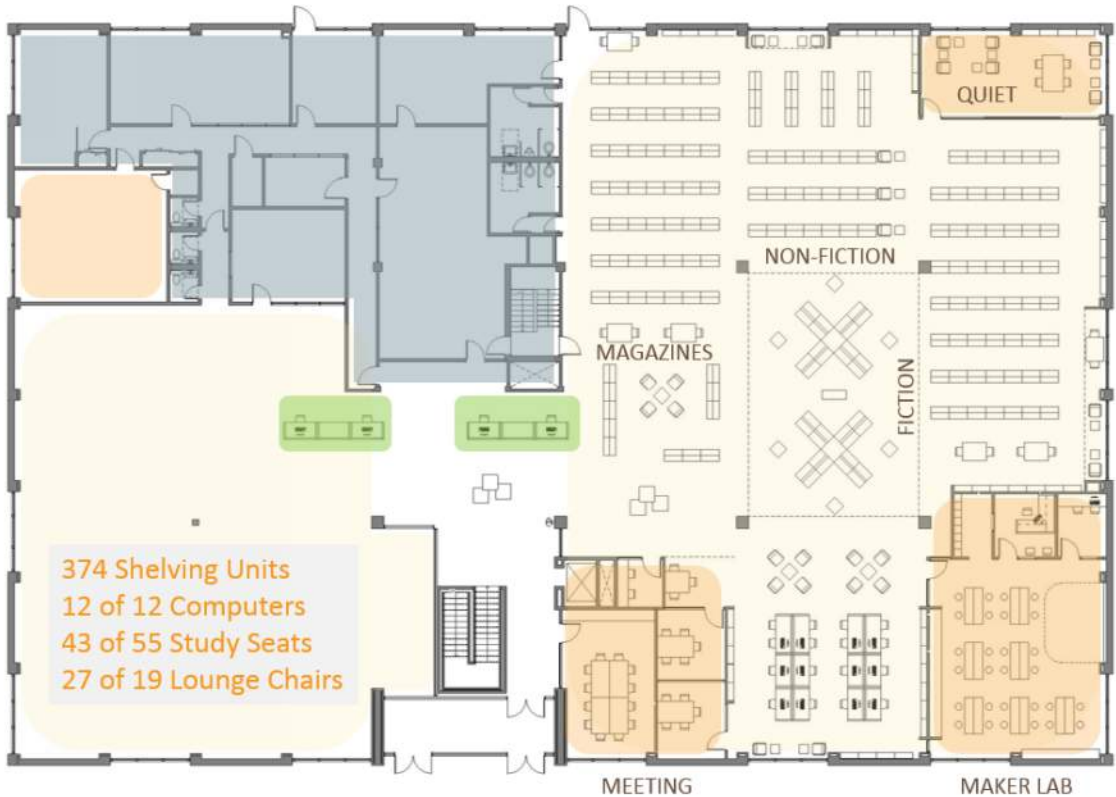 QUIET
NON-FICTION
MAGAZINES
FICTION
374 Shelving Units
12 of 12 Computers
43 of 55 Study Seats
27 of 19 Lounge Chairs
MEETING
MAKER LAB